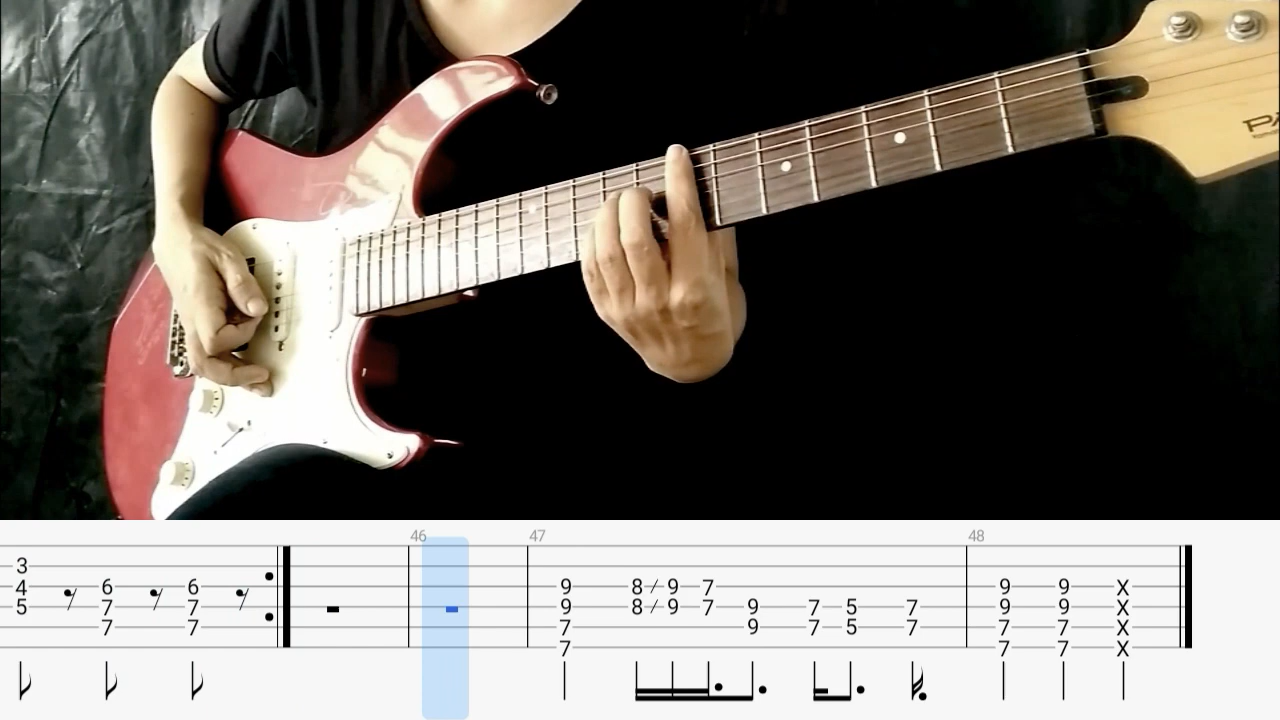 46 47 48
3
4 6 6 9 8 / 9 7 9 9 X
5 7 7 9 8 / 9 7 9 7 5 7 9 9 X
7 7 7 9 7 5 7 7 7 X
7 7 7 X